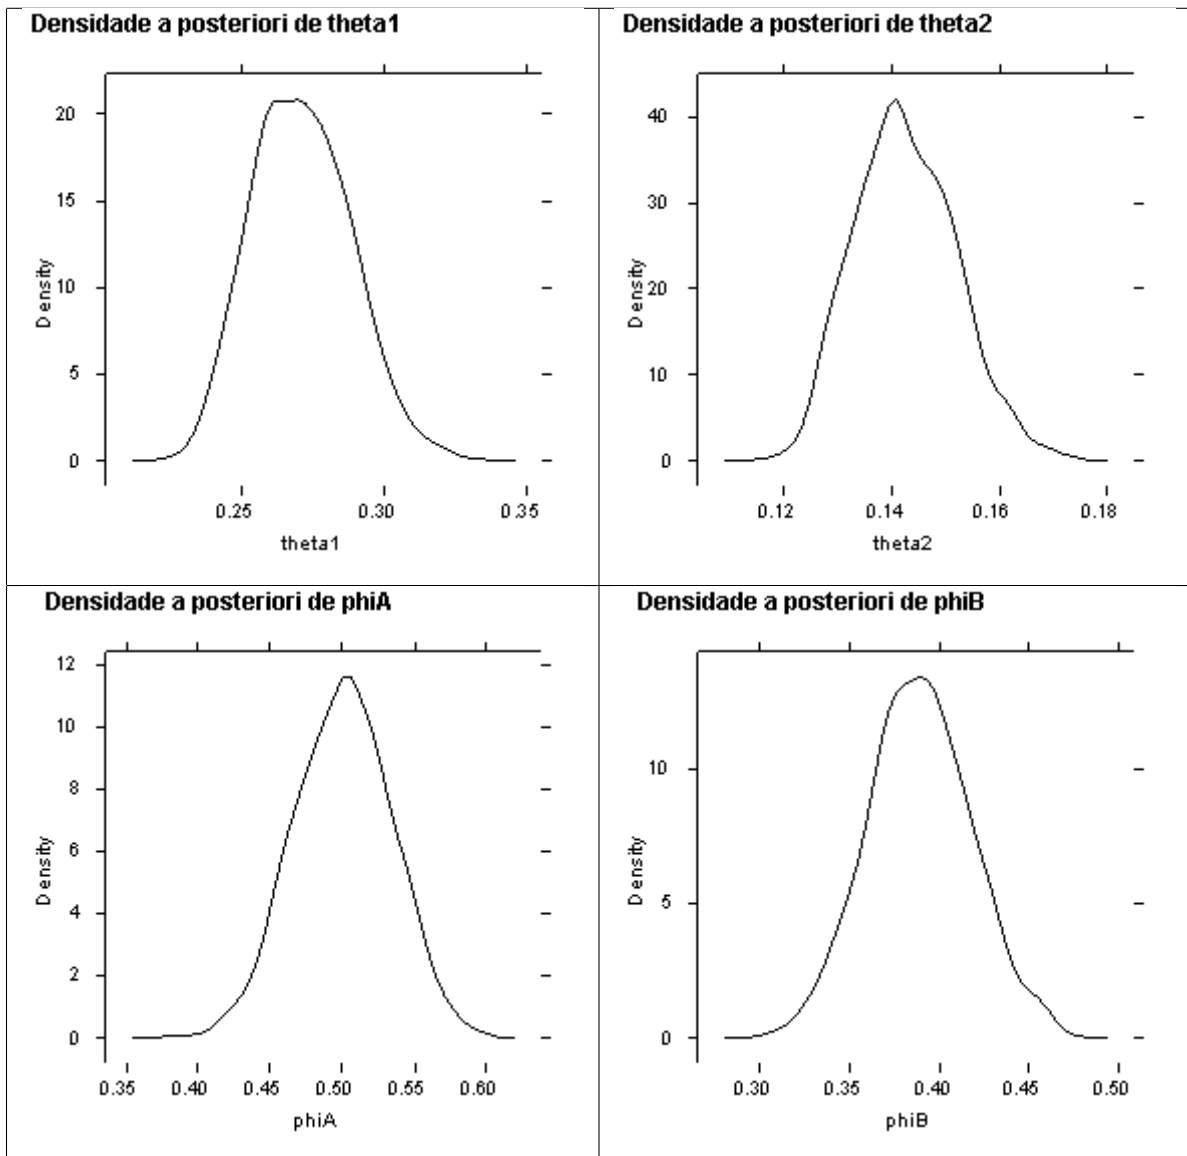 Densidade a posteriori de theta1
20
15
10
5
0
Density
0.25 0.30 0.35
theta1
Densidade a posteriori de theta2
40
30
20
10
0
Density
0.12 0.14 0.16 0.18
theta2
Densidade a posteriori de phiA
12
10
8
6
4
2
0
Density
0.35 0.40 0.45 0.50 0.55 0.60
phiA
Densidade a posteriori de phiB
10
5
0
Density
0.30 0.35 0.40 0.45 0.50
phiB